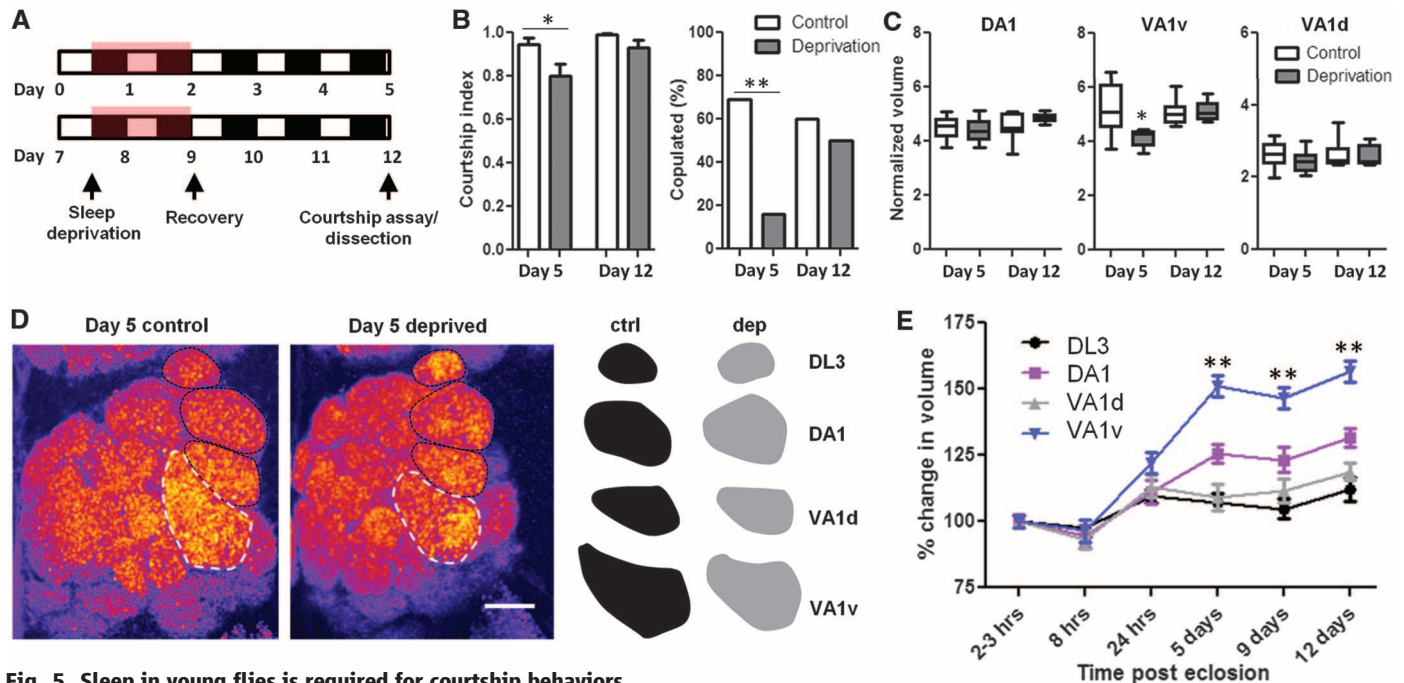 A
Day 0 1 2 3 4 5
Day 7 8 9 10 11 12
Sleep deprivation
Recovery
Courtship assay/ dissection
B
Control
Deprivation
Courtship index
1.0
0.8
0.6
0.4
0.2
0.0
*
Day 5 Day 12
Copulated (%)
100
80
60
40
20
0
**
Day 5 Day 12
C
DA1 VA1v VA1d
Control
Deprivation
Normalized volume
8
6
4
2
0
Day 5 Day 12
8
6
4
2
0
*
Day 5 Day 12
6
4
2
0
Day 5 Day 12
D
Day 5 control
Day 5 deprived
ctrl dep
DL3
DA1
VA1d
VA1v
E
% change in volume
175
150
125
100
75
DL3
DA1
VA1d
VA1v
** ** **
2-3 hrs 8 hrs 24 hrs 5 days 9 days 12 days
Time post eclosion
Fig. 5. Sleep in young flies is required for courtship behaviors